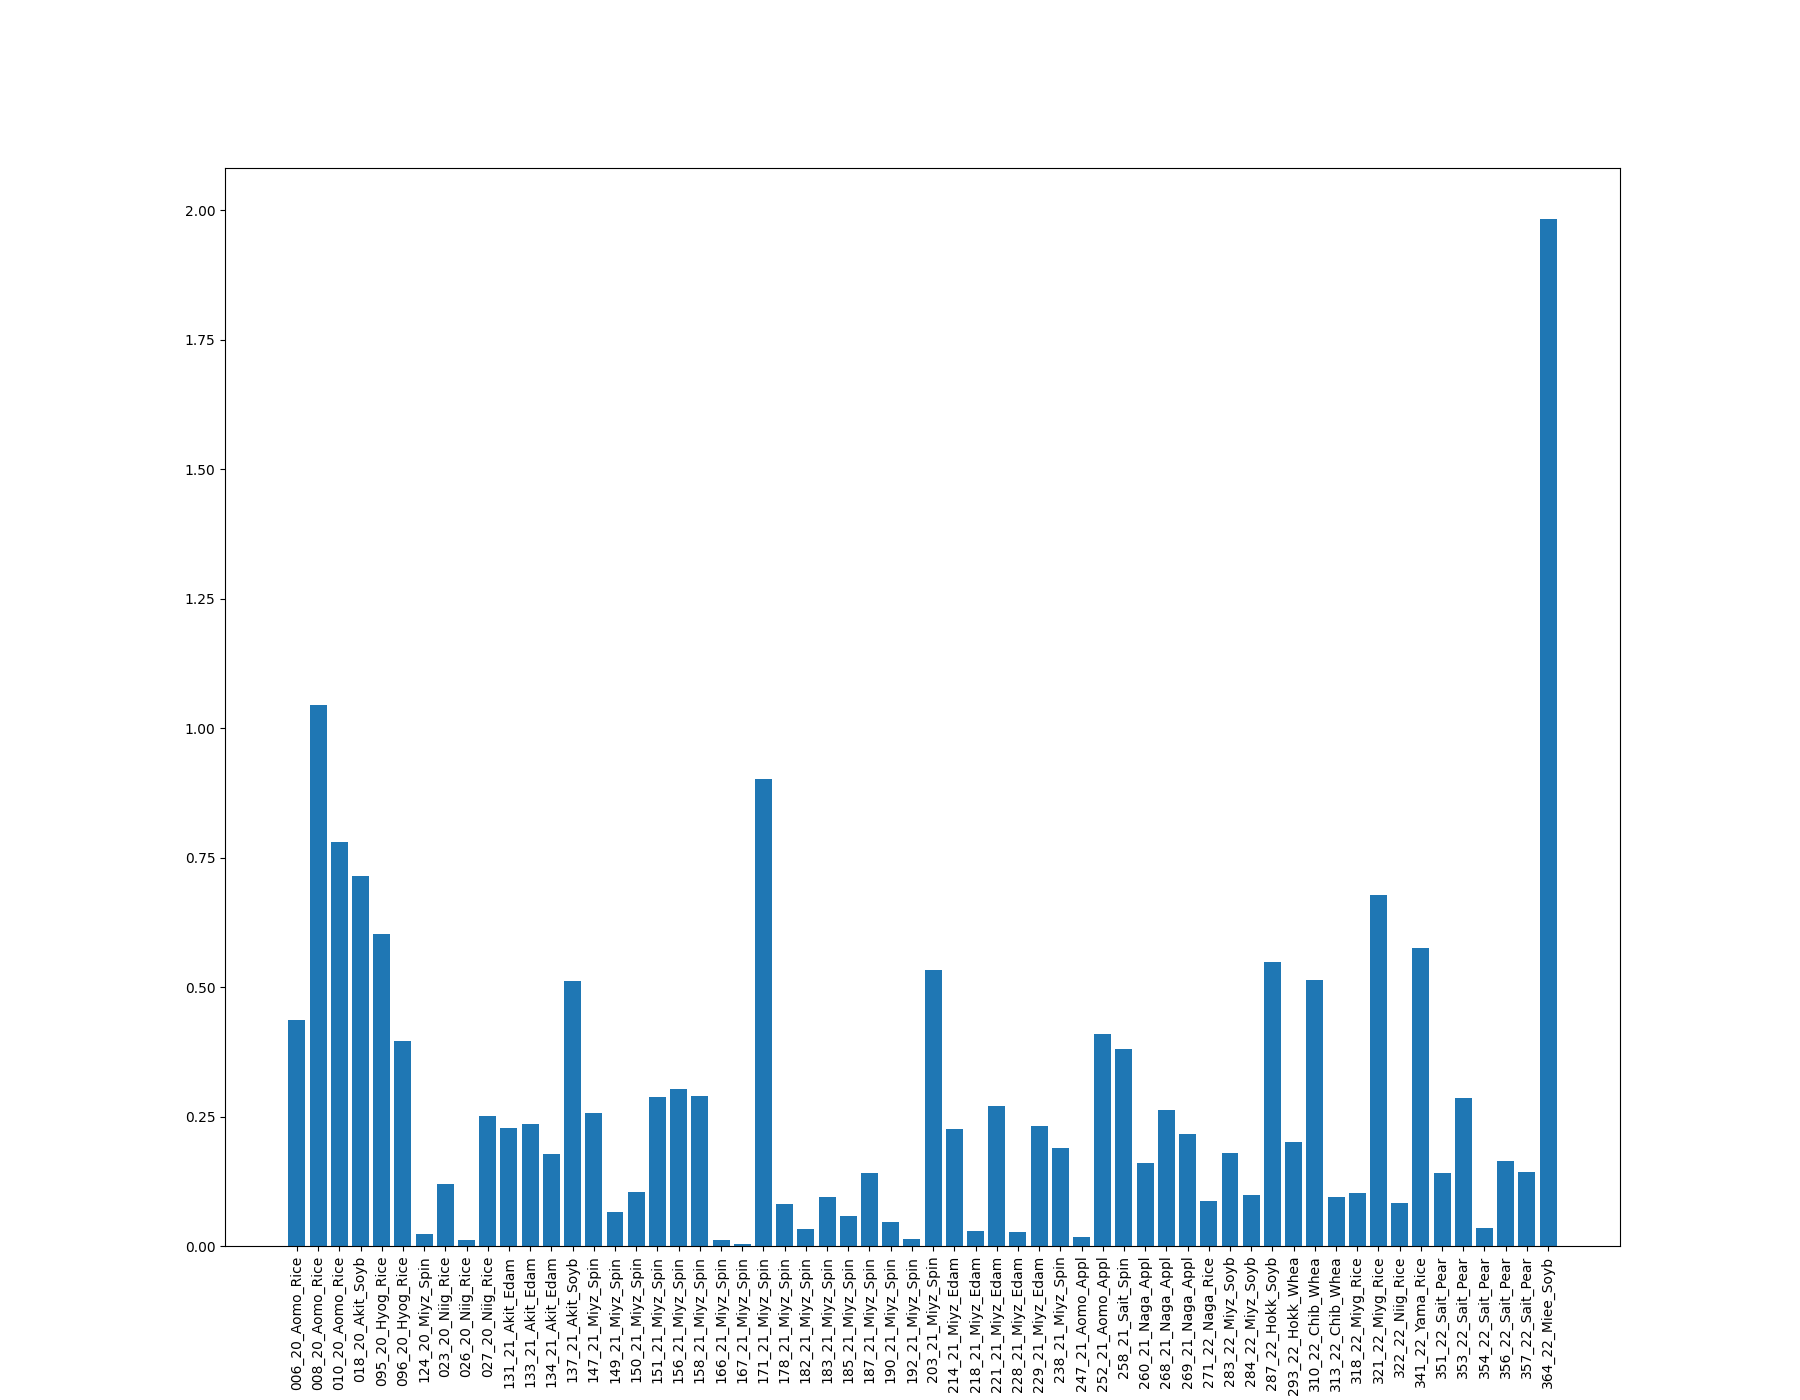 2.00
1.75
1.50
1.25
1.00
0.75
0.50
0.25
0.00
006_20_Aomo_Rice
008_20_Aomo_Rice
010_20_Aomo_Rice
018_20_Akit_Soyb
095_20_Hyog_Rice
096_20_Hyog_Rice
124_20_Miyz_Spin
023_20_Niig_Rice
026_20_Niig_Rice
027_20_Niig_Rice
131_21_Akit_Edam
133_21_Akit_Edam
134_21_Akit_Edam
137_21_Akit_Soyb
147_21_Miyz_Spin
149_21_Miyz_Spin
150_21_Miyz_Spin
151_21_Miyz_Spin
156_21_Miyz_Spin
158_21_Miyz_Spin
166_21_Miyz_Spin
167_21_Miyz_Spin
171_21_Miyz_Spin
178_21_Miyz_Spin
182_21_Miyz_Spin
183_21_Miyz_Spin
185_21_Miyz_Spin
187_21_Miyz_Spin
190_21_Miyz_Spin
192_21_Miyz_Spin
203_21_Miyz_Spin
214_21_Miyz_Edam
218_21_Miyz_Edam
221_21_Miyz_Edam
228_21_Miyz_Edam
229_21_Miyz_Edam
238_21_Miyz_Spin
247_21_Aomo_Appl
252_21_Aomo_Appl
258_21_Sait_Spin
260_21_Naga_Appl
268_21_Naga_Appl
269_21_Naga_Appl
271_22_Naga_Rice
283_22_Miyz_Soyb
284_22_Miyz_Soyb
287_22_Hokk_Soyb
293_22_Hokk_Whea
310_22_Chib_Whea
313_22_Chib_Whea
318_22_Miyg_Rice
321_22_Miyg_Rice
322_22_Niig_Rice
341_22_Yama_Rice
351_22_Sait_Pear
353_22_Sait_Pear
354_22_Sait_Pear
356_22_Sait_Pear
357_22_Sait_Pear
364_22_Miee_Soyb